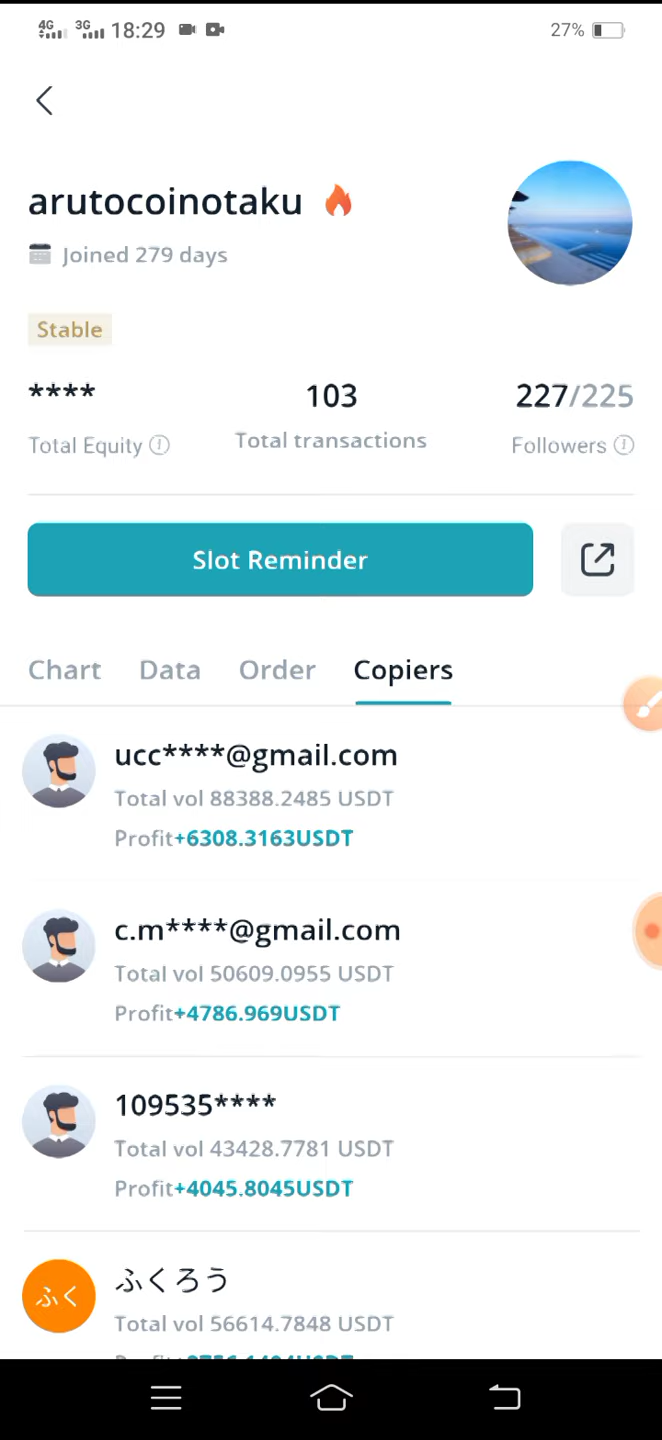 4G 3G 18:29 27%
arutocoinotaku
Joined 279 days
Stable
**** 103 227/225
Total Equity Total transactions Followers
Slot Reminder
Chart Data Order Copiers
ucc****@gmail.com
Total vol 88388.2485 USDT
Profit+6308.3163USDT
c.m****@gmail.com
Total vol 50609.0955 USDT
Profit+4786.969USDT
109535****
Total vol 43428.7781 USDT
Profit+4045.8045USDT
ふく
ふくろう
Total vol 56614.7848 USDT